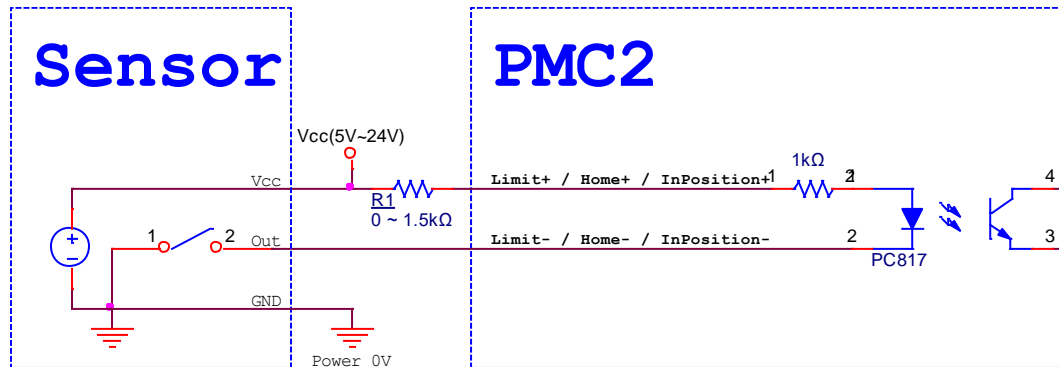 Sensor
PMC2
Vcc(5V~24V)
Vcc
R1
0 ~ 1.5kΩ
Limit+ / Home+ / InPosition+
1
1kΩ
2
4
1
2
Out
Limit- / Home- / InPosition-
2
PC817
3
GND
Power 0V